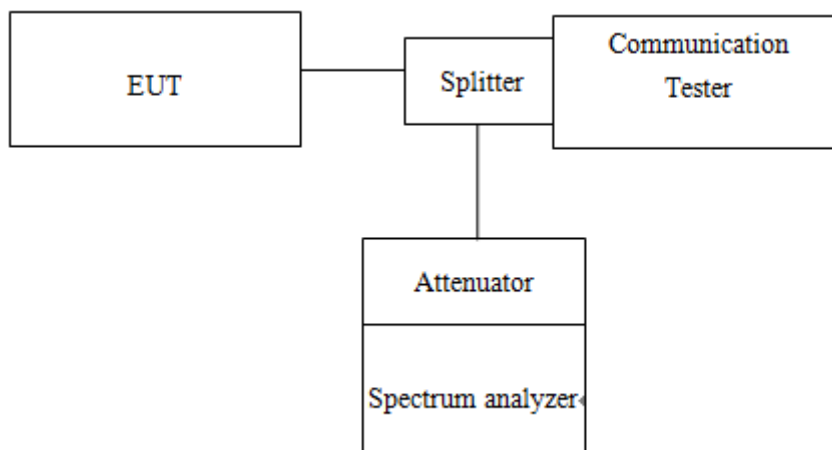 EUT
Splitter
Communication
Tester
Attenuator
Spectrum analyzer